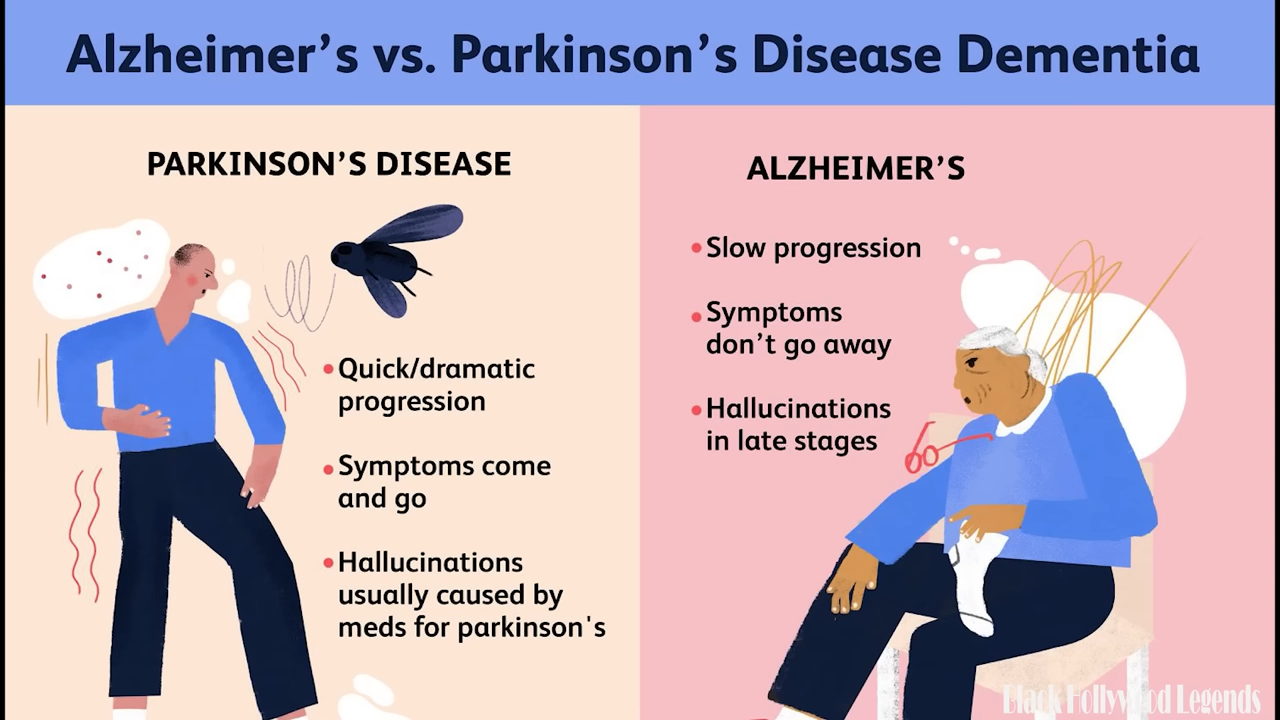 Alzheimer’s vs. Parkinson’s Disease Dementia
PARKINSON’S DISEASE
•Quick/dramatic
progression
•Symptoms come
and go
•Hallucinations
usually caused by
meds for parkinson's
ALZHEIMER’S
•Slow progression
•Symptoms
don’t go away
•Hallucinations
in late stages
Black Hollywood Legends